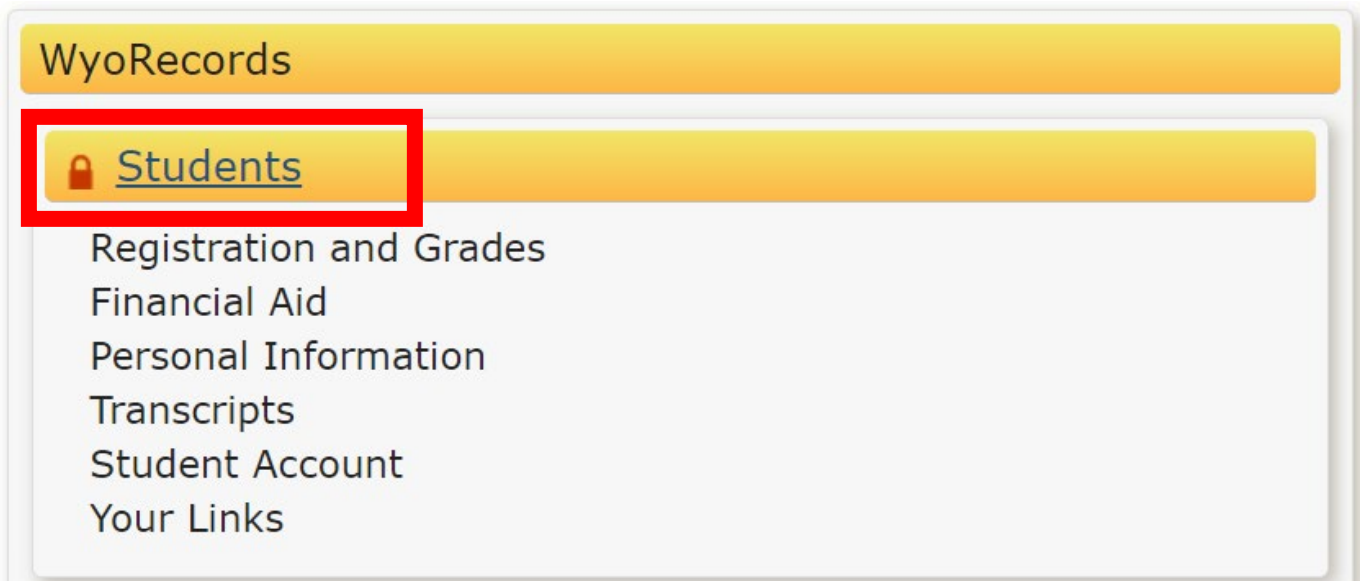 WyoRecords
Students
Registration and Grades
Financial Aid
Personal Information
Transcripts
Student Account
Your Links